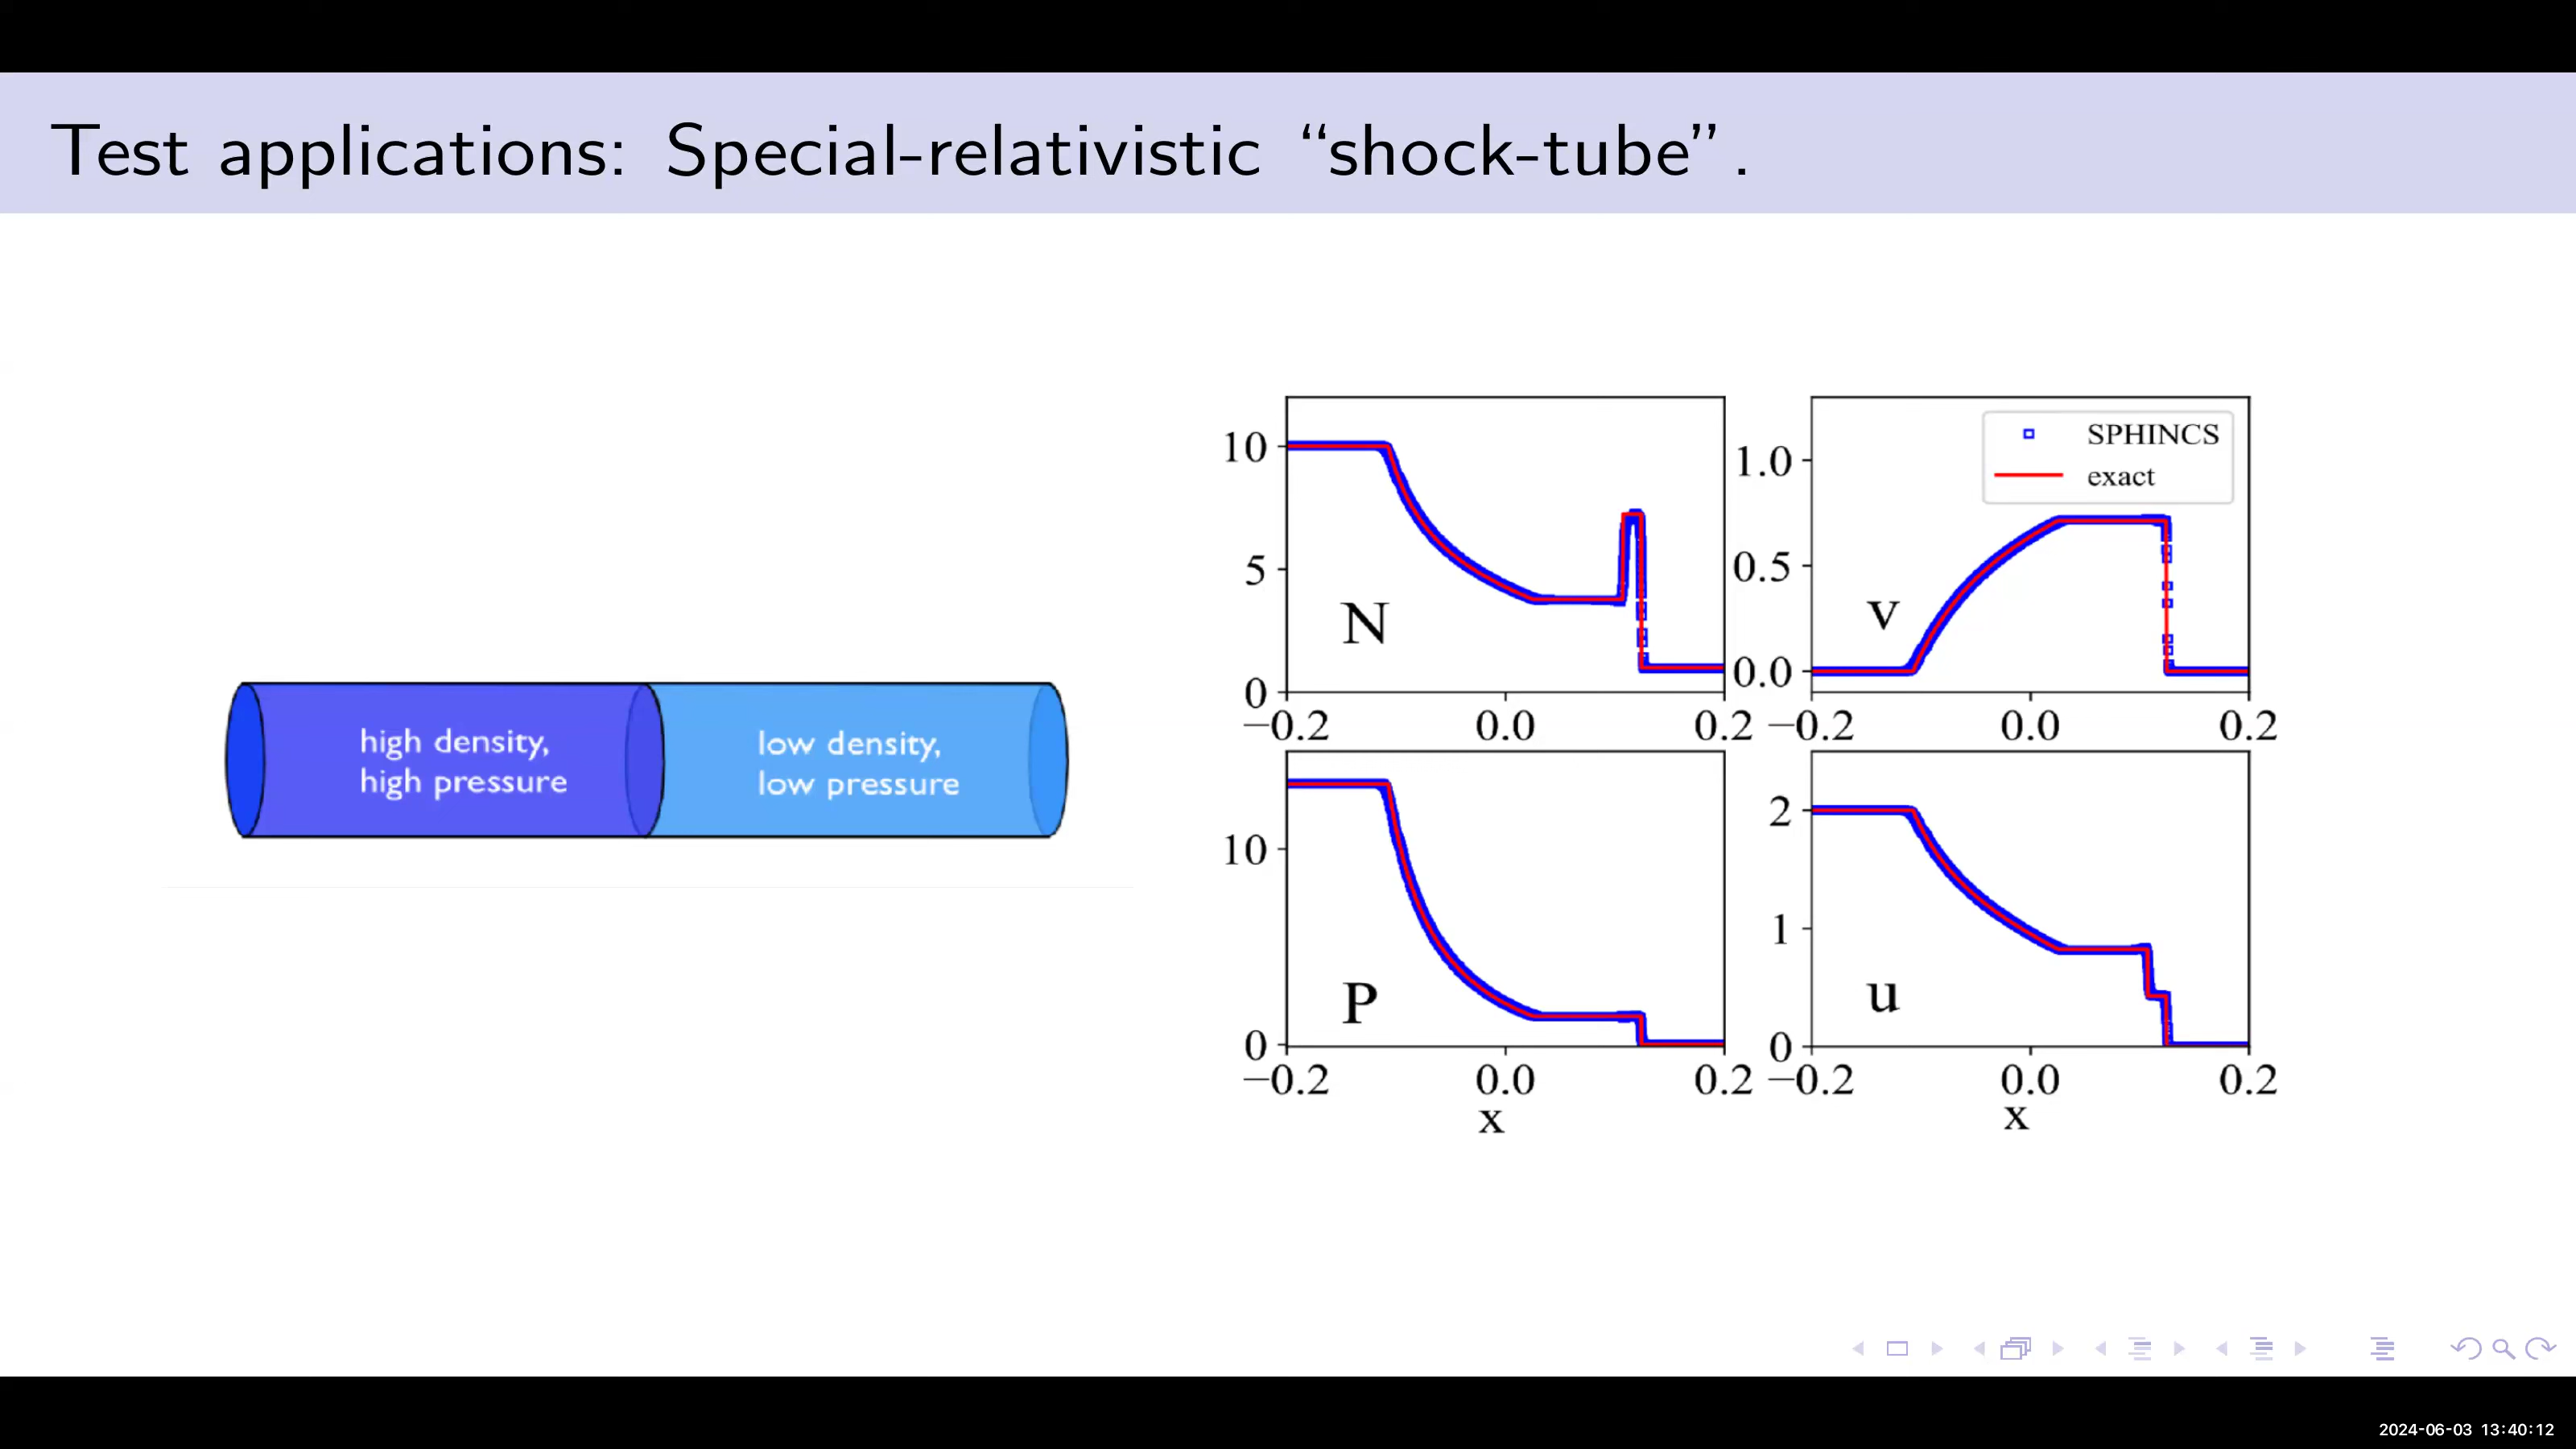 Test applications: Special-relativistic “shock-tube”.
high density,
high pressure
low density,
low pressure
10
5
0
N
−0.2 0.0 0.2
1.0
0.5
0.0
SPHINCS
exact
v
−0.2 0.0 0.2
10
0
P
−0.2 0.0 0.2
x
2
1
0
u
−0.2 0.0 0.2
x
2024-06-03 13:40:12